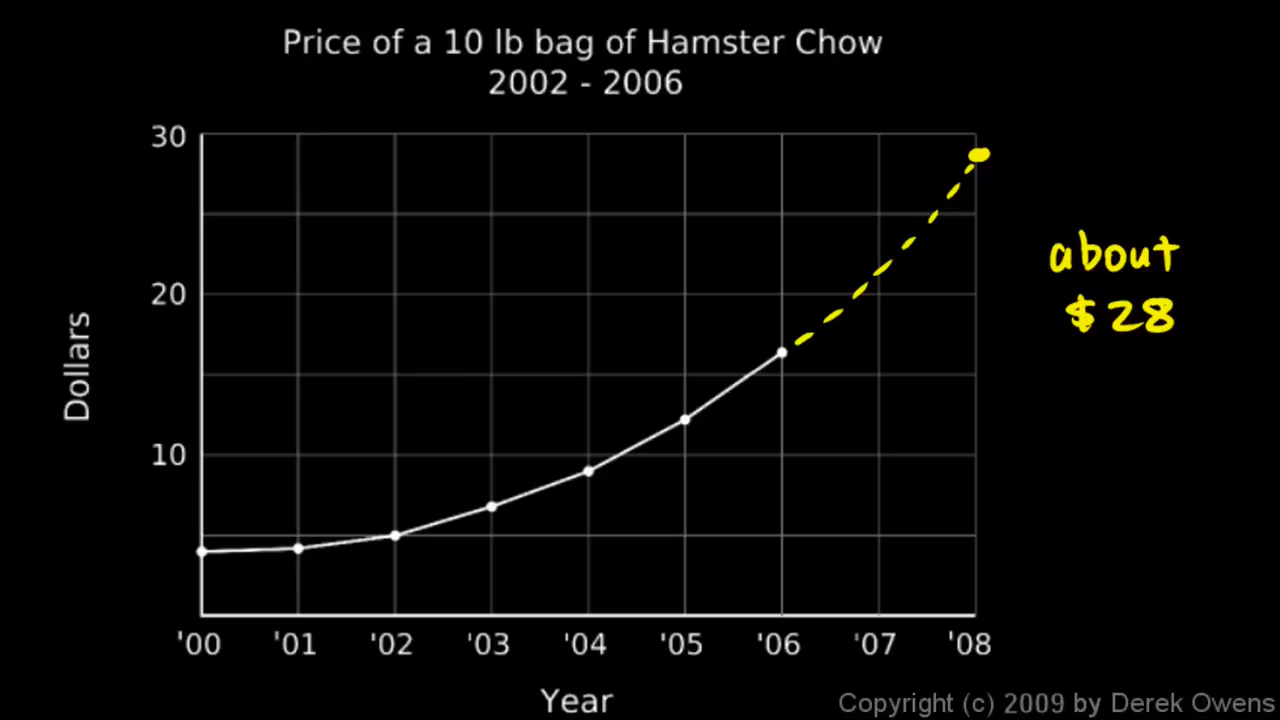 Price of a 10 lb bag of Hamster Chow
2002 - 2006
30
20
10
Dollars
about
$28
'00 '01 '02 '03 '04 '05 '06 '07 '08
Year
Copyright (c) 2009 by Derek Owens